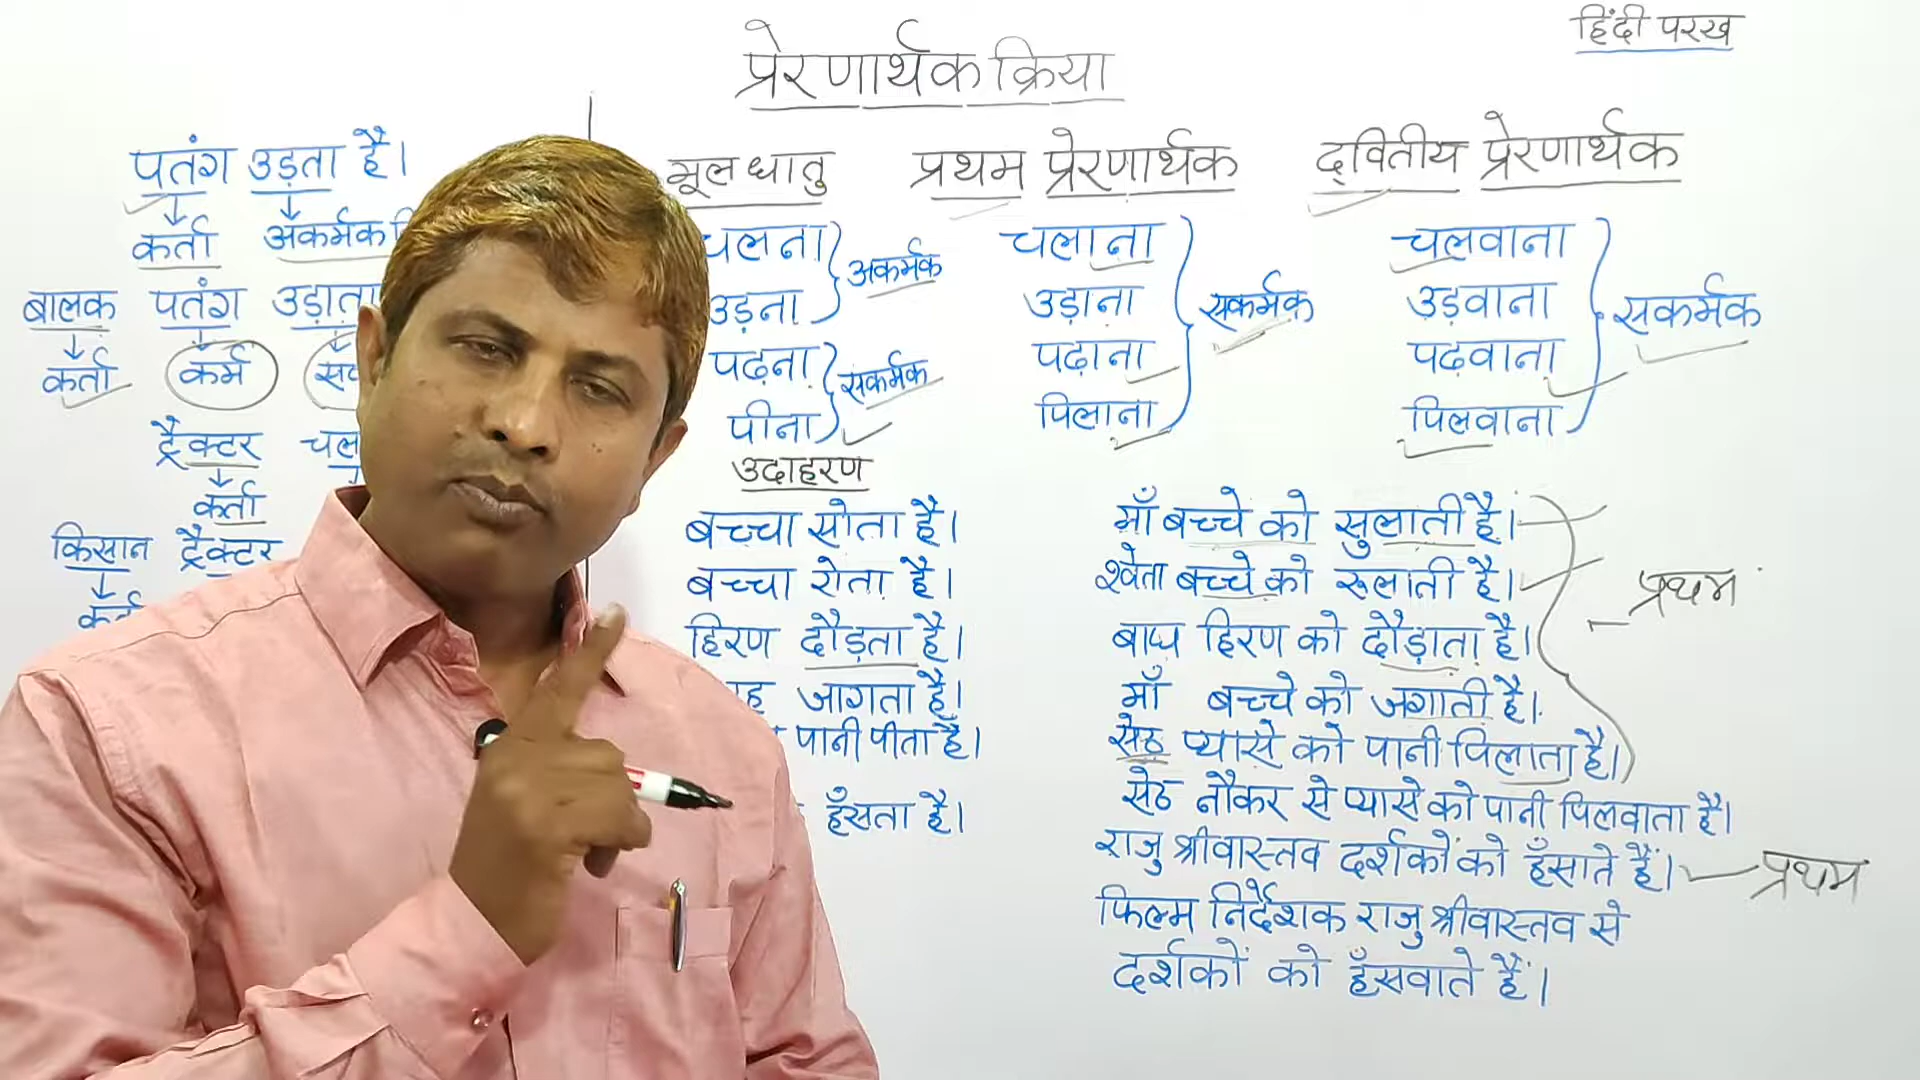 हिंदी परख
प्रेरणार्थक क्रिया
पतंग उड़ता है।
कर्ता
बालक पतंग उड़ाता
कर्ता कर्म
ट्रैक्टर
कर्ता
किसान ट्रैक्टर
मूल धातु प्रथम प्रेरणार्थक द्वितीय प्रेरणार्थक
चलना चलाना चलवाना
अकर्मक
उड़ना उड़ाना उड़वाना
सकर्मक सकर्मक
पढ़ना पढ़ाना पढ़वाना
सकर्मक
पीना पिलाना पिलवाना
उदाहरण
बच्चा सोता है। माँ बच्चे को सुलाती है।
बच्चा रोता है। श्वेता बच्चे को रूलाती है।
प्रथम
हिरण दौड़ता है। बाघ हिरण को दौड़ाता है।
जागता है। माँ बच्चे को जगाती है।
पानी पीता है। सेठ प्यासे को पानी पिलाता है।
सेठ नौकर से प्यासे को पानी पिलवाता है।
हँसता है। राजु श्रीवास्तव दर्शकों को हँसाते हैं। प्रथम
फिल्म निर्देशक राजु श्रीवास्तव से
दर्शकों को हँसवाते हैं।